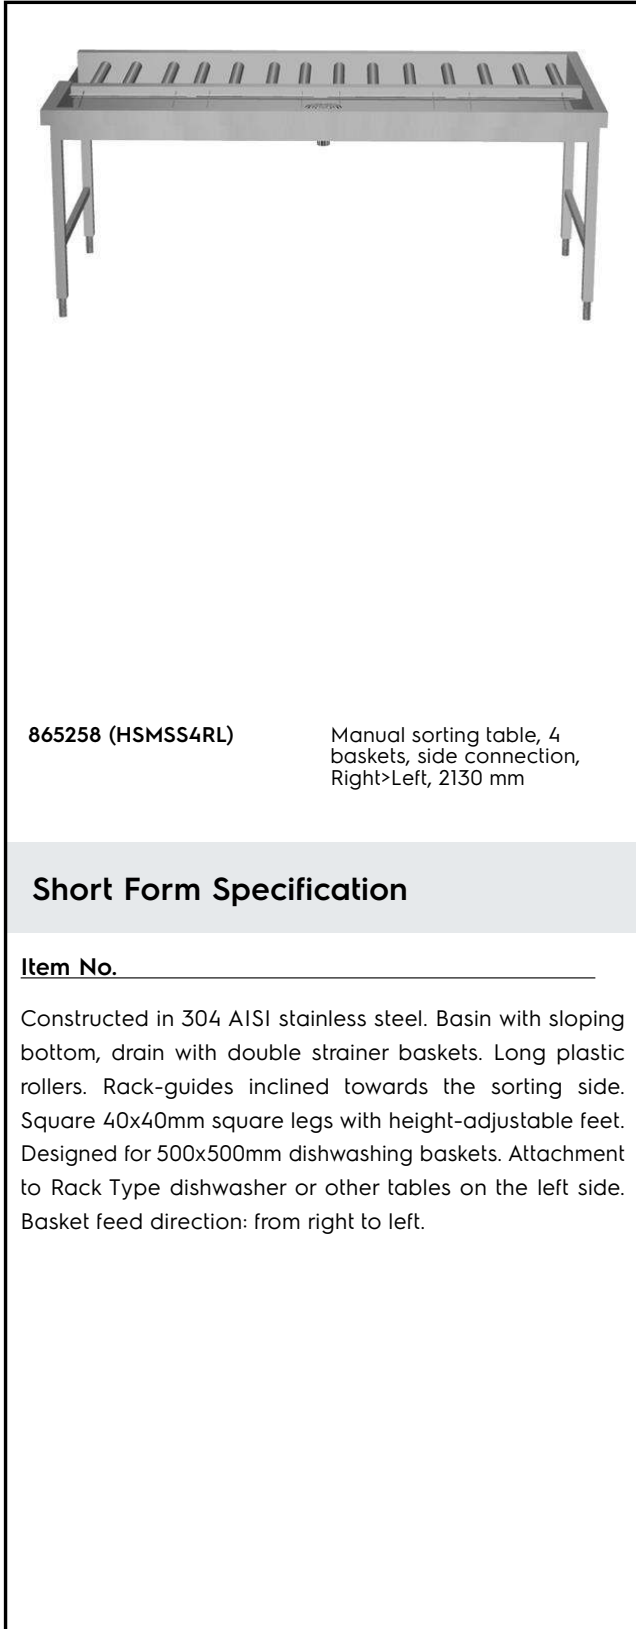 865258 (HSMSS4RL)
Manual sorting table, 4
baskets, side connection,
Right>Left, 2130 mm
Short Form Specification
Item No.
Constructed in 304 AISI stainless steel. Basin with sloping
bottom, drain with double strainer baskets. Long plastic
rollers. Rack-guides inclined towards the sorting side.
Square 40x40mm square legs with height-adjustable feet.
Designed for 500x500mm dishwashing baskets. Attachment
to Rack Type dishwasher or other tables on the left side.
Basket feed direction: from right to left.